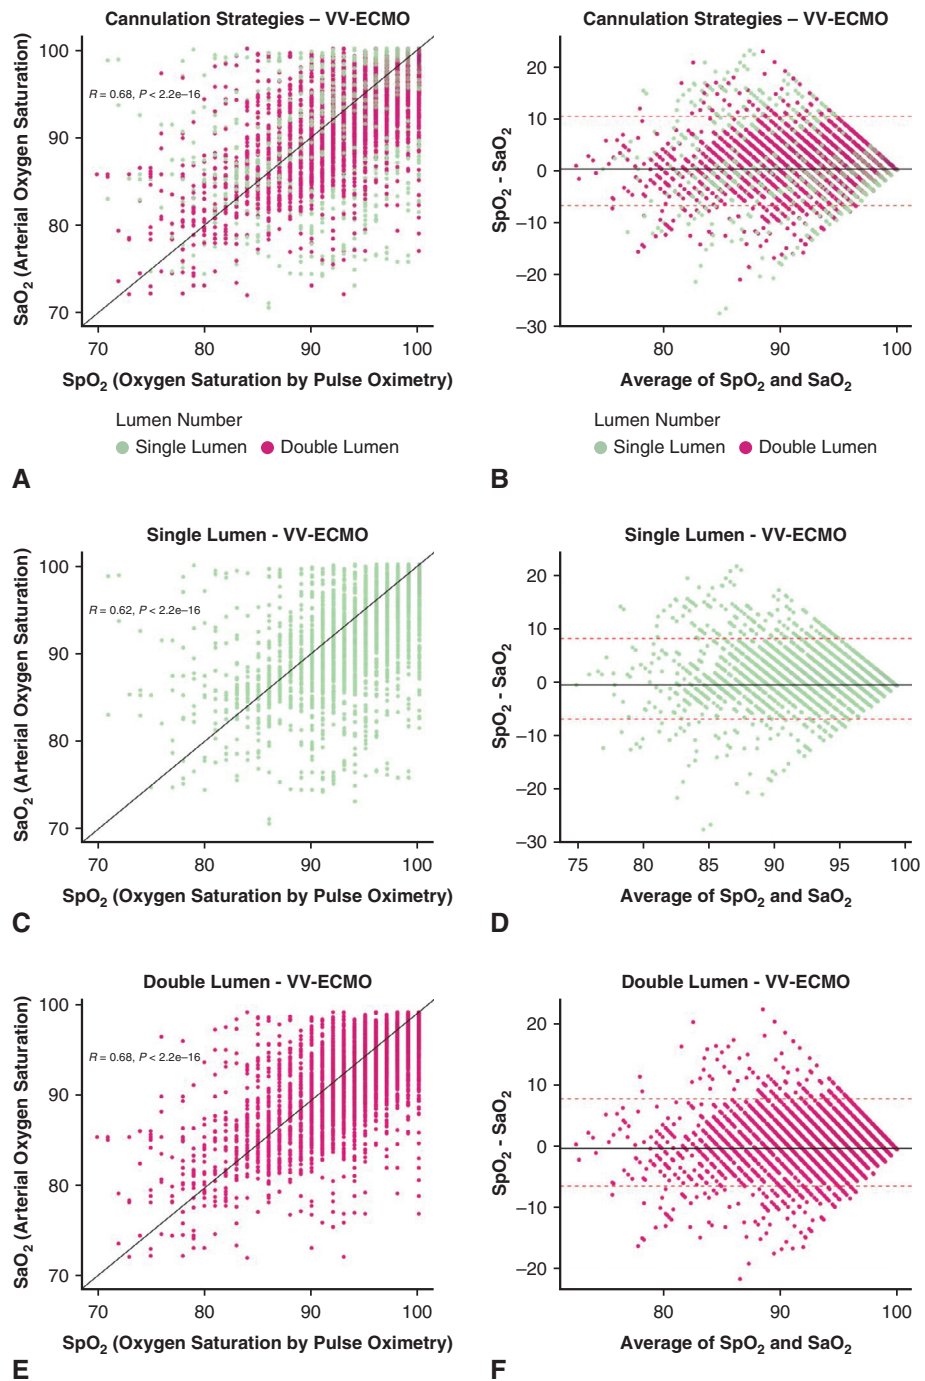 Cannulation Strategies – VV-ECMO
SaO2 (Arterial Oxygen Saturation)
100
90
80
70
R = 0.68, P < 2.2e–16
70 80 90 100
SpO2 (Oxygen Saturation by Pulse Oximetry)
Lumen Number
Single Lumen Double Lumen
A
Cannulation Strategies – VV-ECMO
SpO2 - SaO2
20
10
0
–10
–20
–30
80 90 100
Average of SpO2 and SaO2
Lumen Number
Single Lumen Double Lumen
B
Single Lumen - VV-ECMO
SaO2 (Arterial Oxygen Saturation)
100
90
80
70
R = 0.62, P < 2.2e–16
70 80 90 100
SpO2 (Oxygen Saturation by Pulse Oximetry)
C
Single Lumen - VV-ECMO
SpO2 - SaO2
20
10
0
–10
–20
–30
75 80 85 90 95 100
Average of SpO2 and SaO2
D
Double Lumen - VV-ECMO
SaO2 (Arterial Oxygen Saturation)
100
90
80
70
R = 0.68, P < 2.2e–16
70 80 90 100
SpO2 (Oxygen Saturation by Pulse Oximetry)
E
Double Lumen - VV-ECMO
SpO2 - SaO2
20
10
0
–10
–20
80 90 100
Average of SpO2 and SaO2
F